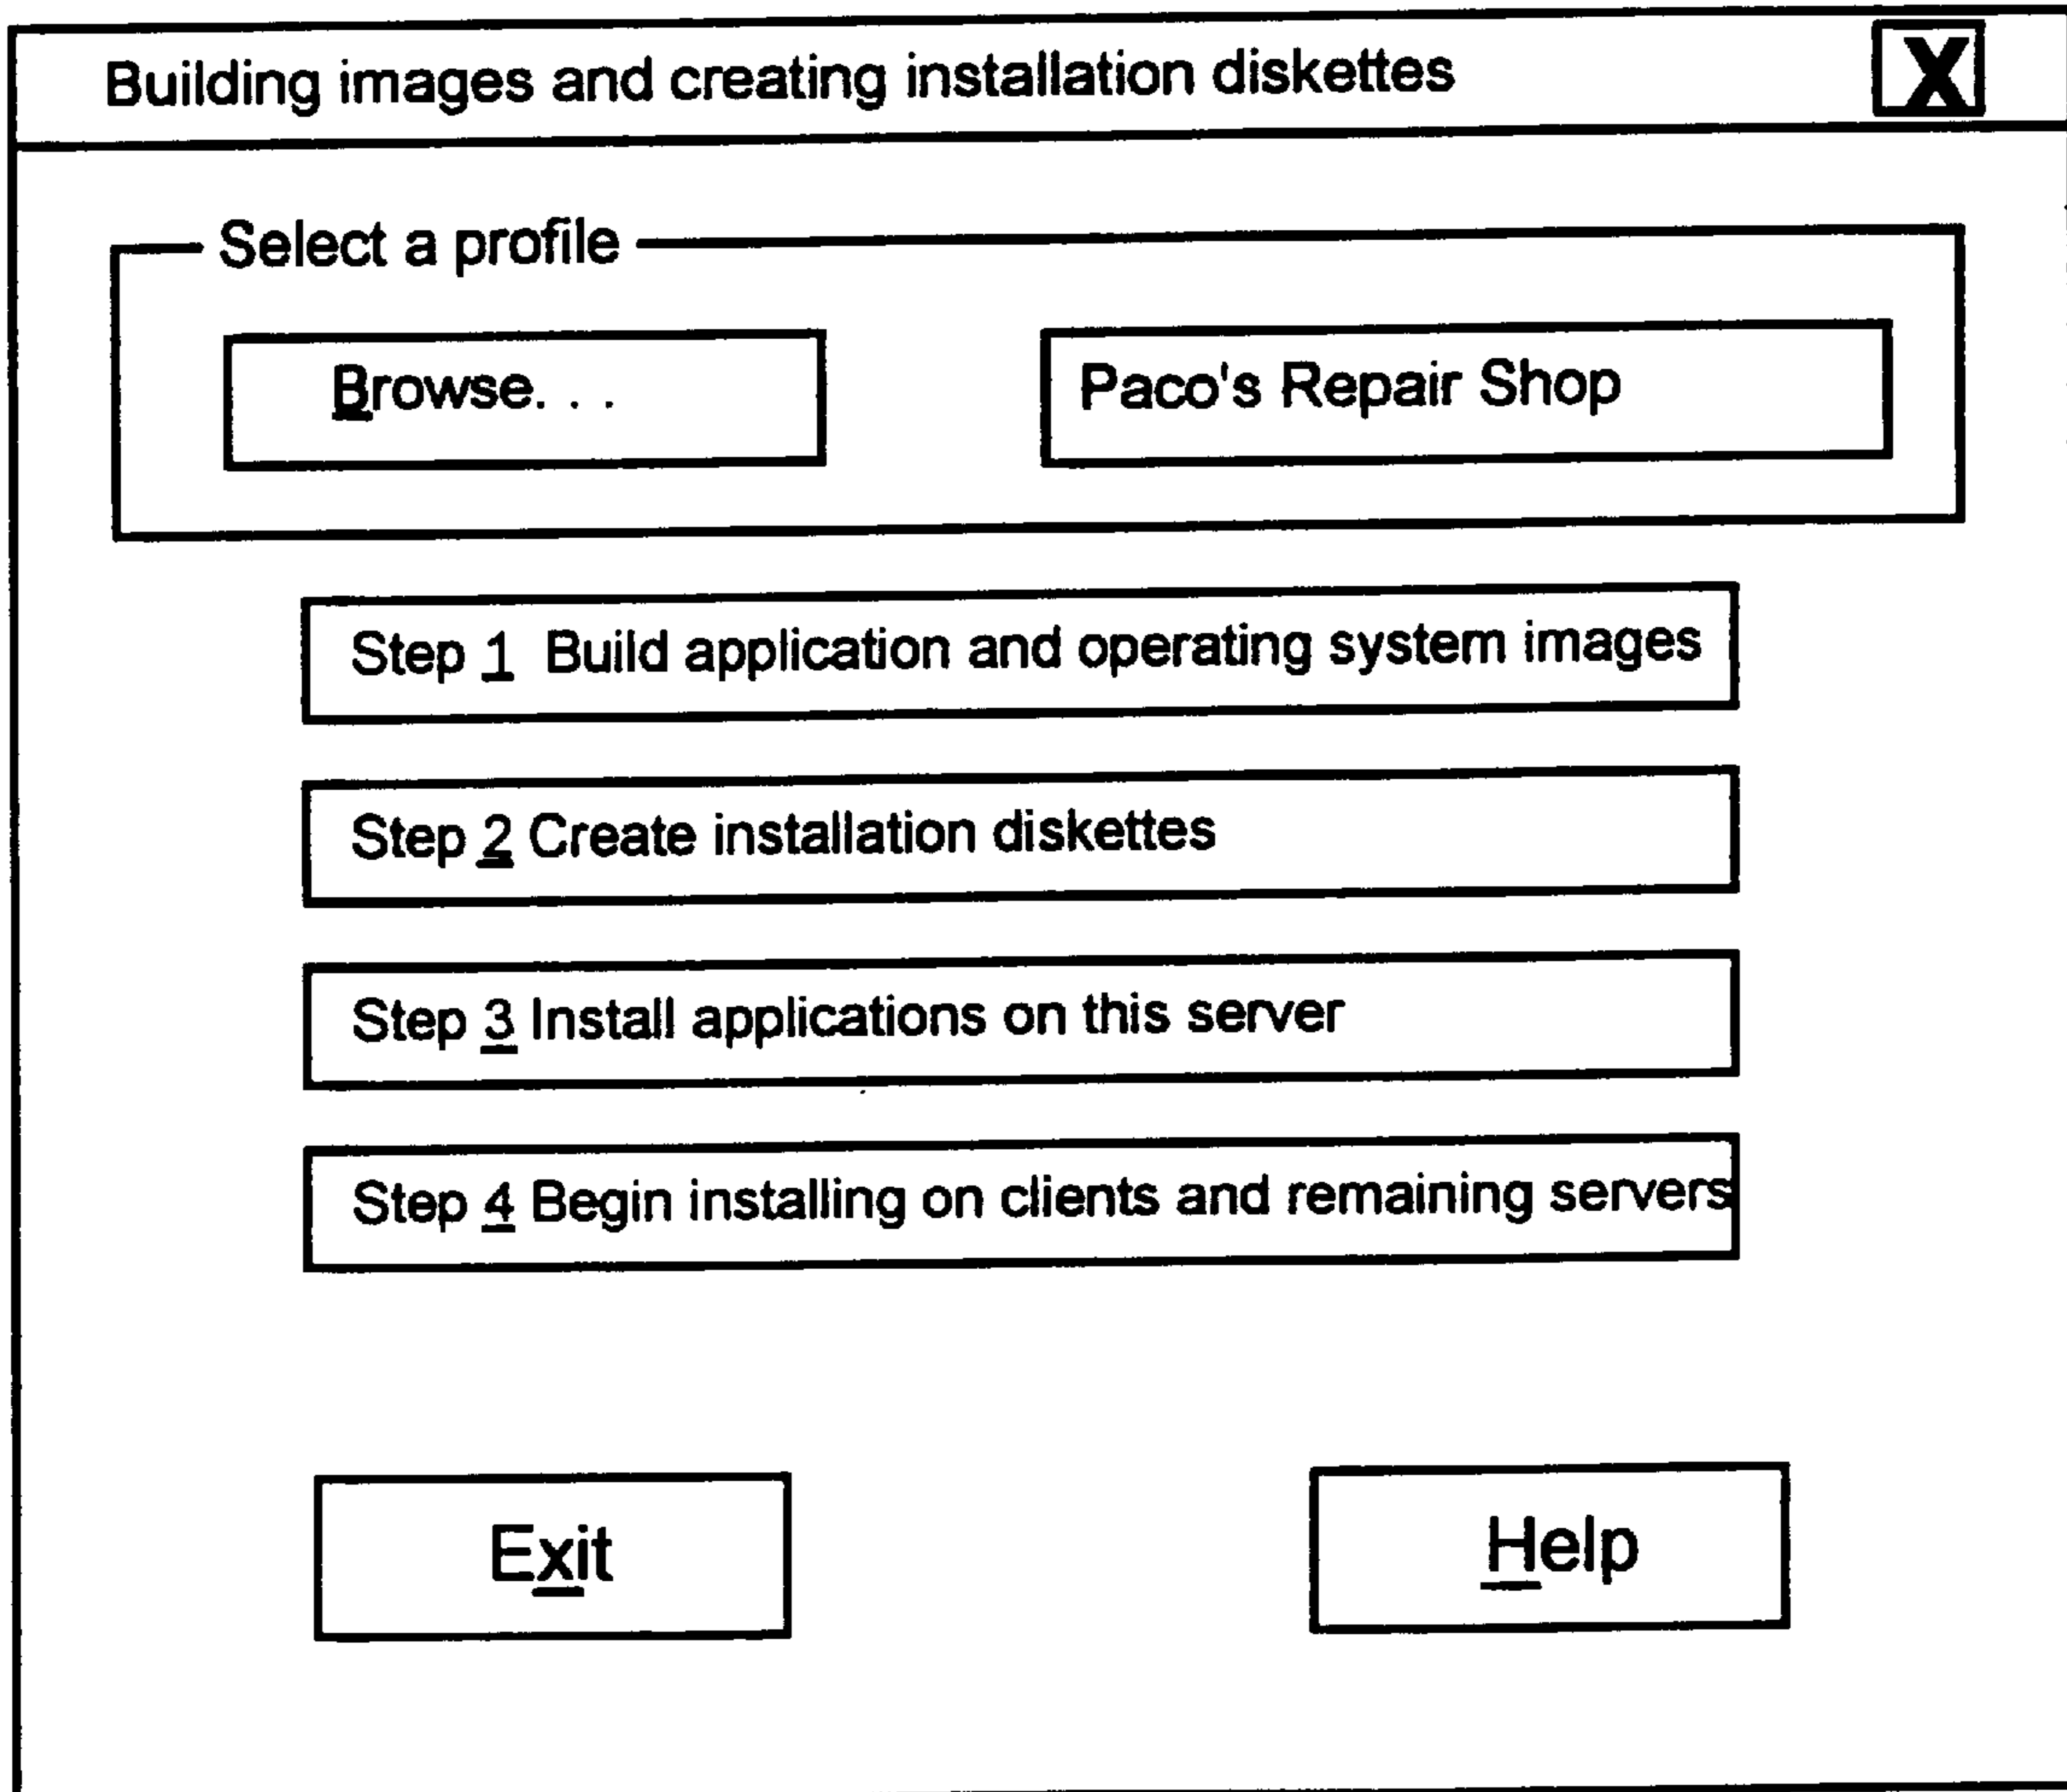 Building images and creating installation diskettes X
Select a profile
Browse. . . Paco's Repair Shop
Step 1 Build application and operating system images
Step 2 Create installation diskettes
Step 3 Install applications on this server
Step 4 Begin installing on clients and remaining servers
Exit Help